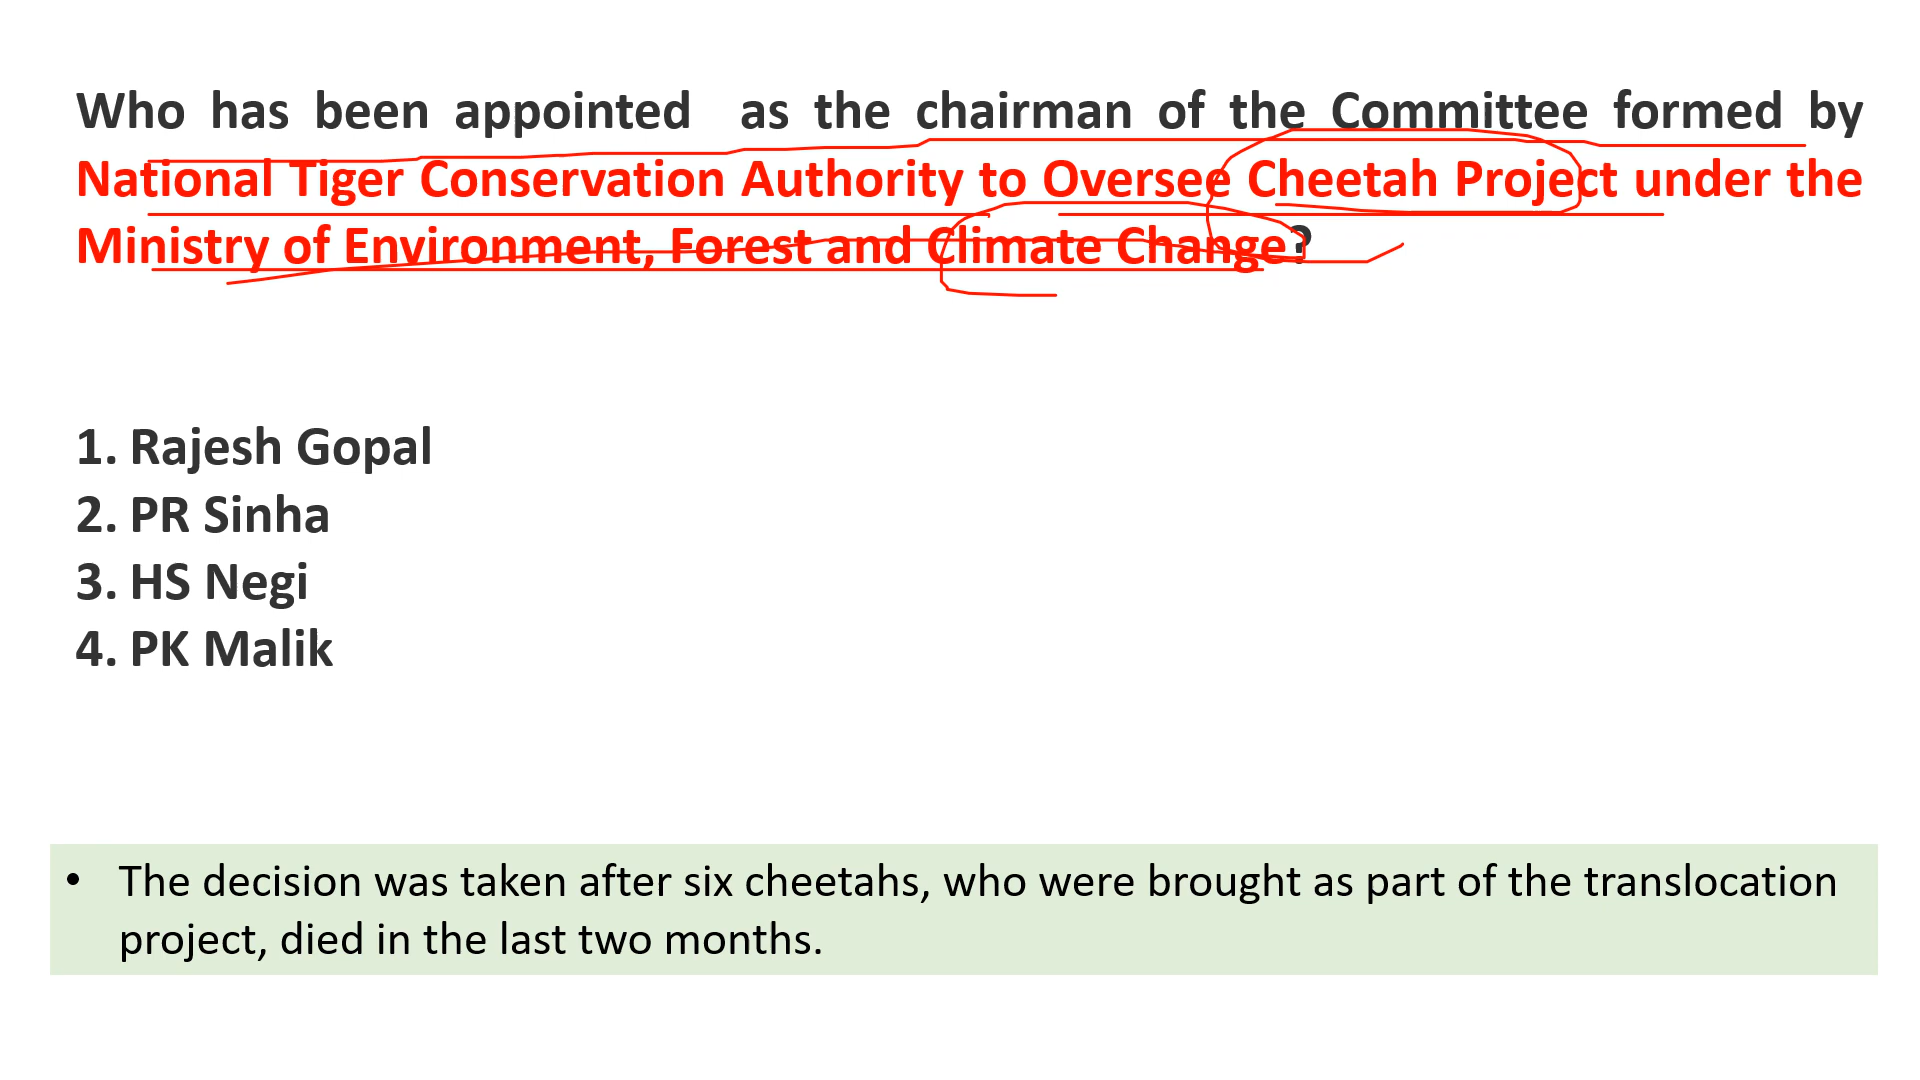 Who has been appointed as the chairman of the Committee formed by
National Tiger Conservation Authority to Oversee Cheetah Project under the
Ministry of Environment, Forest and Climate Change?
1. Rajesh Gopal
2. PR Sinha
3. HS Negi
4. PK Malik
• The decision was taken after six cheetahs, who were brought as part of the translocation
project, died in the last two months.